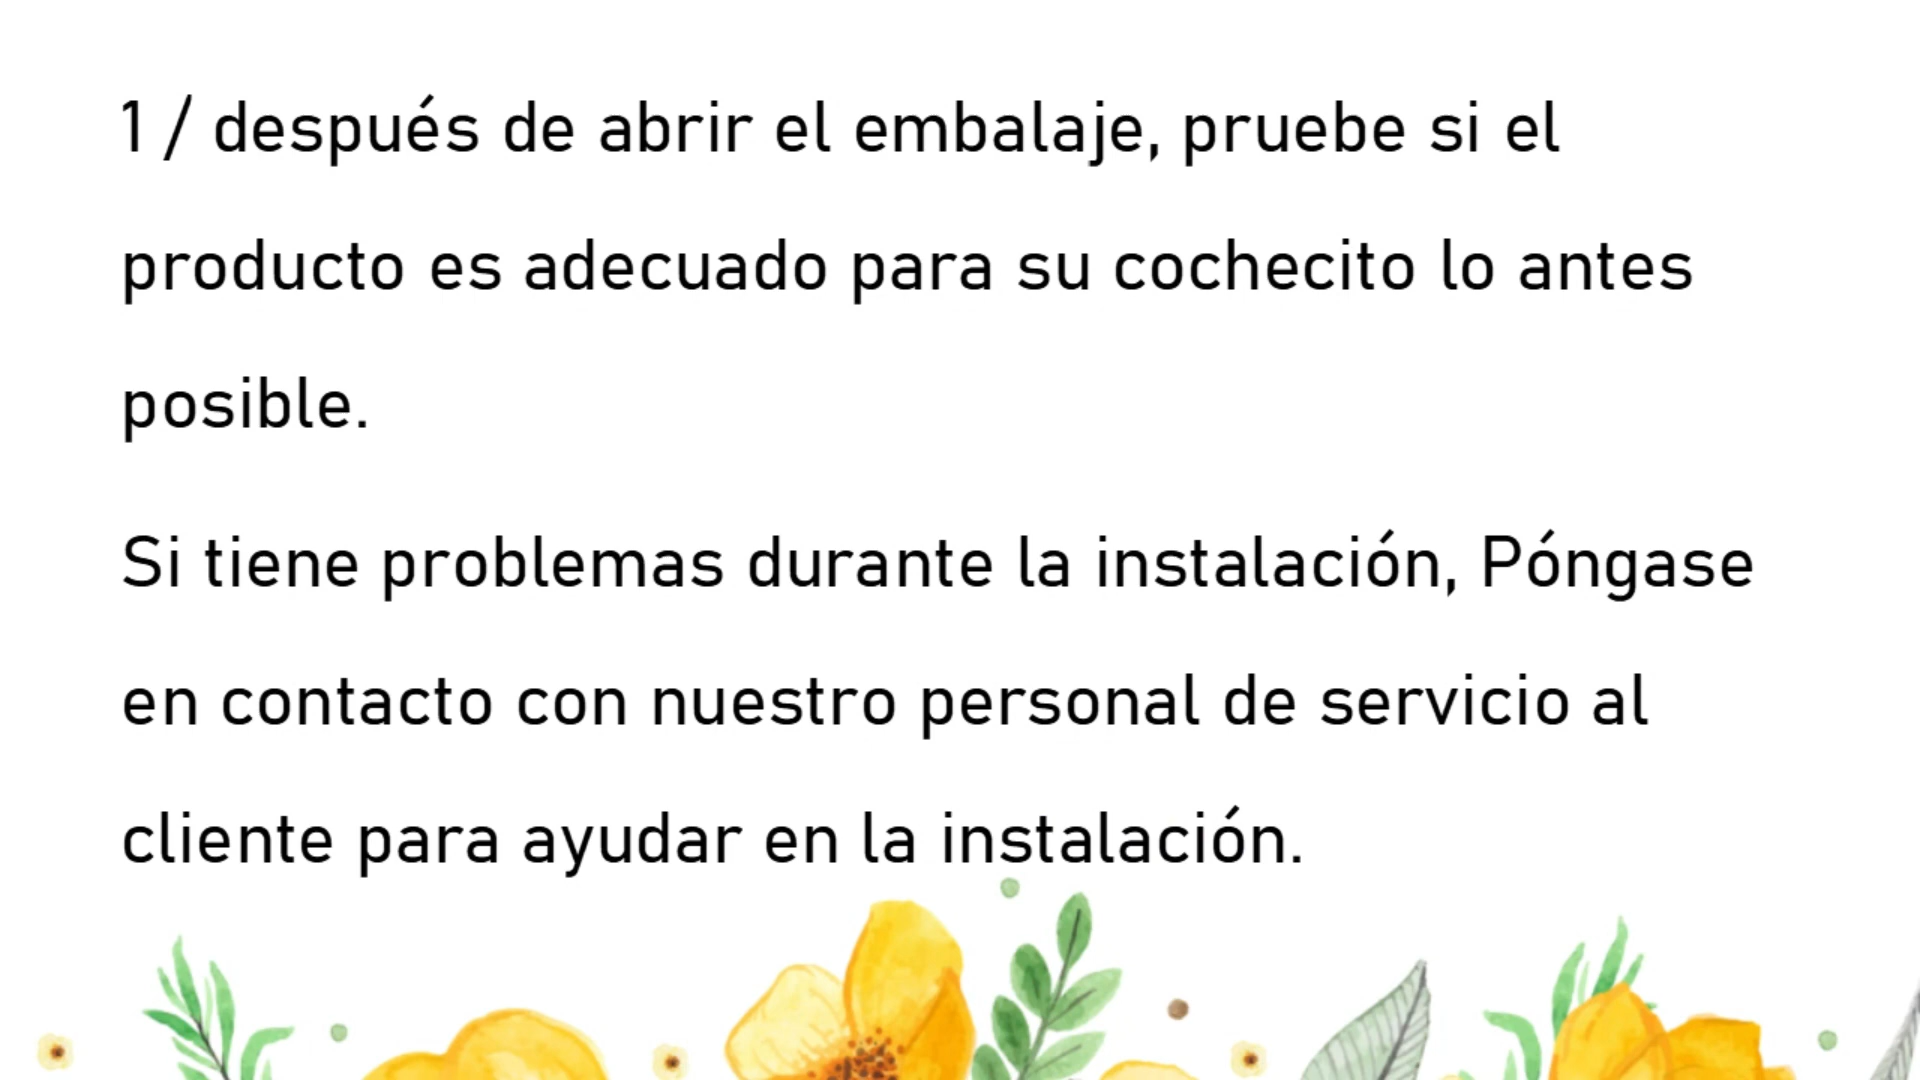 1 / después de abrir el embalaje, pruebe si el
producto es adecuado para su cochecito lo antes
posible.
Si tiene problemas durante la instalación, Póngase
en contacto con nuestro personal de servicio al
cliente para ayudar en la instalación.